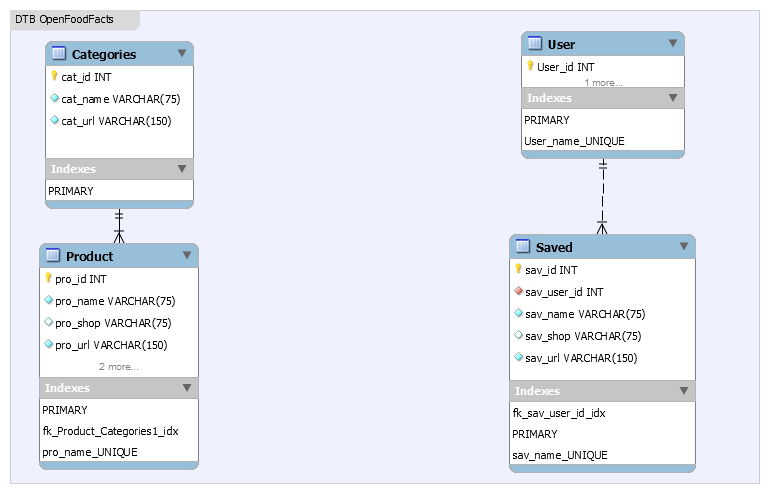 DTB OpenFoodFacts
Categories
cat_id INT
cat_name VARCHAR(75)
cat_url VARCHAR(150)
Indexes
PRIMARY
Product
pro_id INT
pro_name VARCHAR(75)
pro_shop VARCHAR(75)
pro_url VARCHAR(150)
2 more...
Indexes
PRIMARY
fk_Product_Categories1_idx
pro_name_UNIQUE
User
User_id INT
1 more...
Indexes
PRIMARY
User_name_UNIQUE
Saved
sav_id INT
sav_user_id INT
sav_name VARCHAR(75)
sav_shop VARCHAR(75)
sav_url VARCHAR(150)
Indexes
fk_sav_user_id_idx
PRIMARY
sav_name_UNIQUE